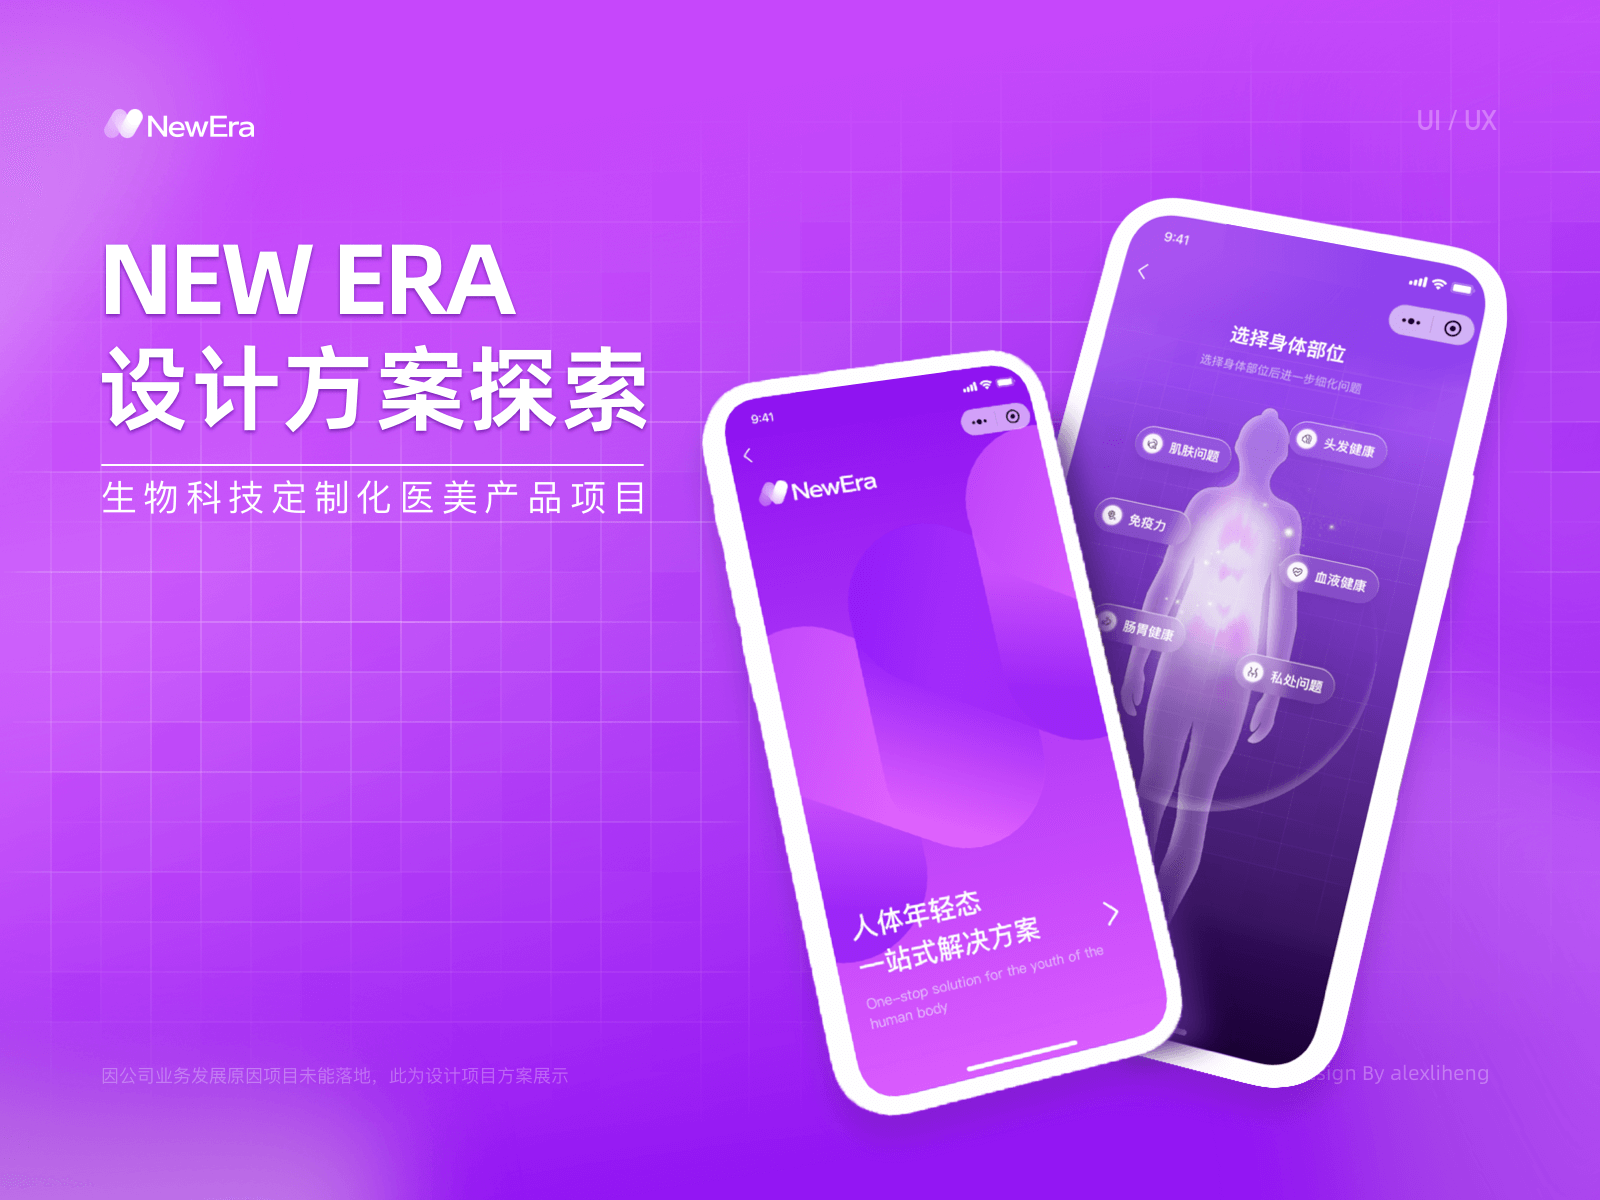 NewEra
UI / UX
NEW ERA
设计方案探索
生物科技定制化医美产品项目
9:41
NewEra
人体年轻态
一站式解决方案
One-stop solution for the youth of the
human body
9:41
选择身体部位
选择身体部位后进一步细化问题
肌肤问题
头发健康
免疫力
血液健康
肠胃健康
私处问题
因公司业务发展原因项目未能落地，此为设计项目方案展示
sign By alexliheng